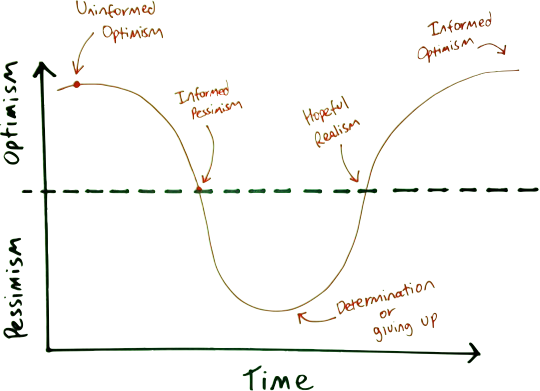 Uninformed
Optimism
Informed
Optimism
Informed
Pessimism
Hopeful
Realism
Optimism
Pessimism
Determination
or
giving up
Time